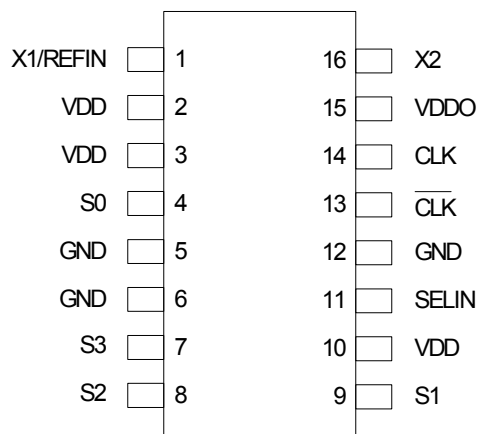 X1/REFIN 1 16 X2
VDD 2 15 VDDO
VDD 3 14 CLK
S0 4 13 C̅L̅K̅
GND 5 12 GND
GND 6 11 SELIN
S3 7 10 VDD
S2 8 9 S1